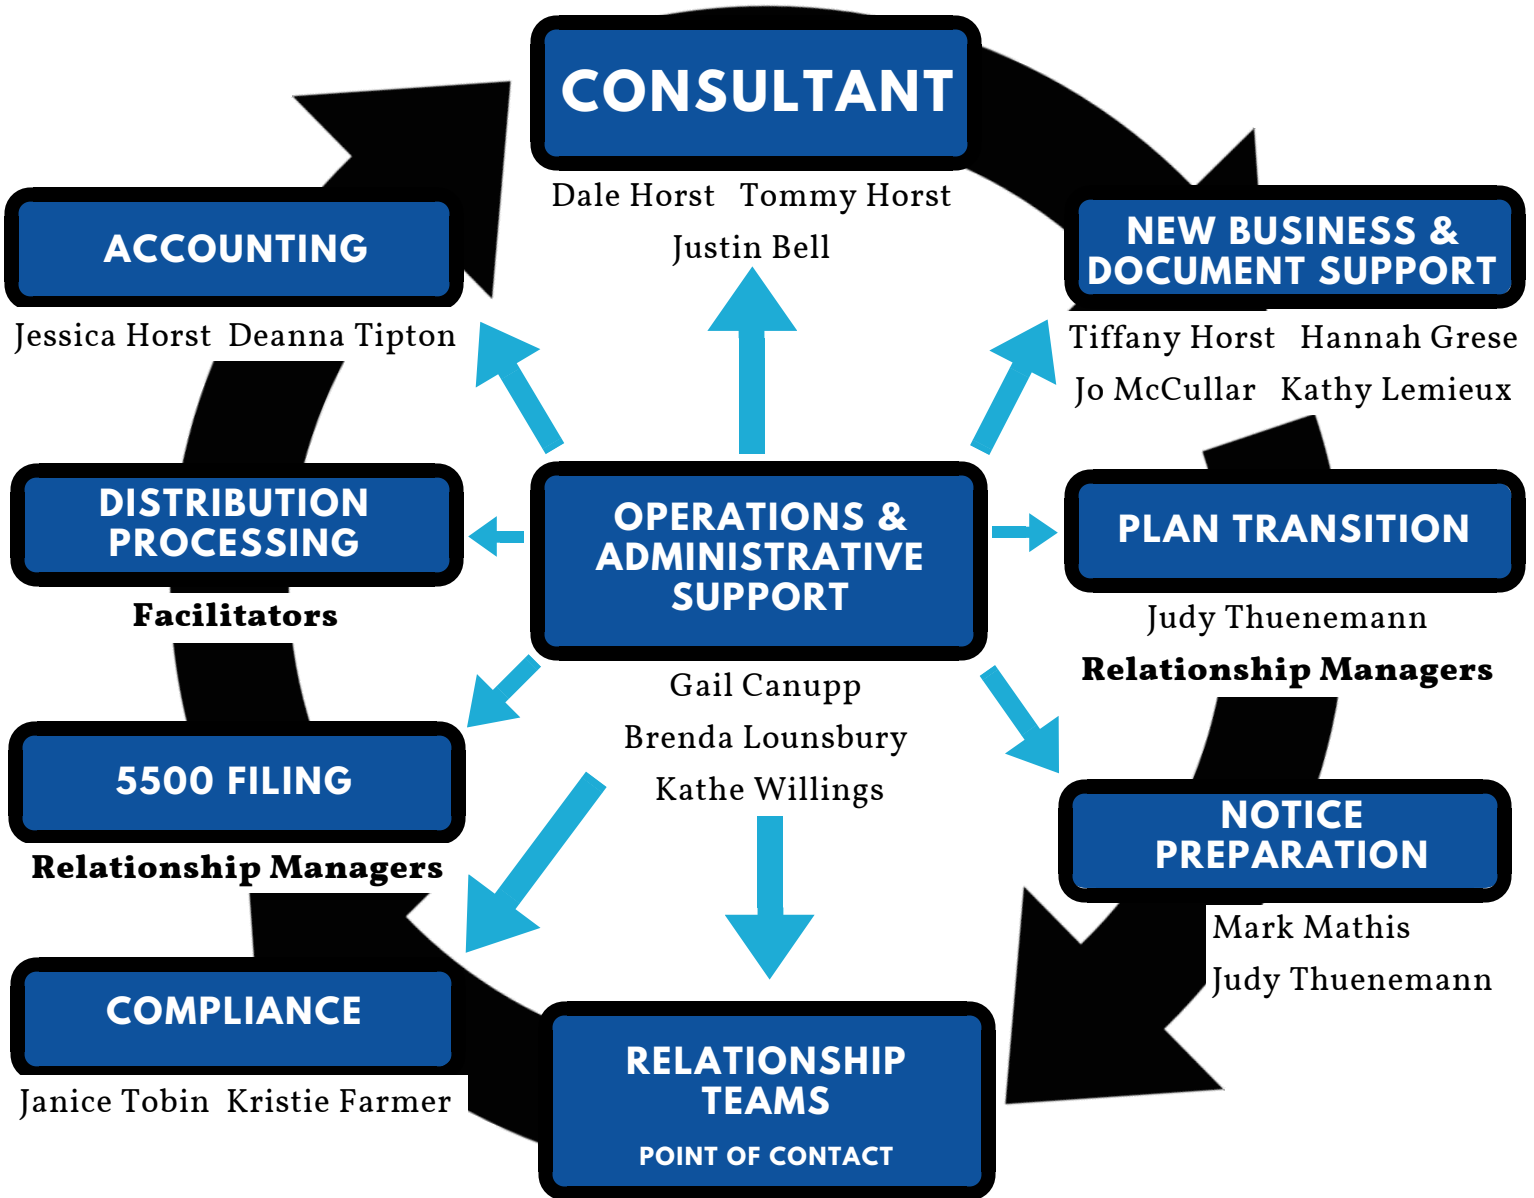 CONSULTANT
Dale Horst Tommy Horst
Justin Bell
NEW BUSINESS &
DOCUMENT SUPPORT
Tiffany Horst Hannah Grese
Jo McCullar Kathy Lemieux
PLAN TRANSITION
Judy Thuenemann
Relationship Managers
NOTICE
PREPARATION
Mark Mathis
Judy Thuenemann
RELATIONSHIP
TEAMS
POINT OF CONTACT
COMPLIANCE
Janice Tobin Kristie Farmer
5500 FILING
Relationship Managers
DISTRIBUTION
PROCESSING
Facilitators
ACCOUNTING
Jessica Horst Deanna Tipton
OPERATIONS &
ADMINISTRATIVE
SUPPORT
Gail Canupp
Brenda Lounsbury
Kathe Willings